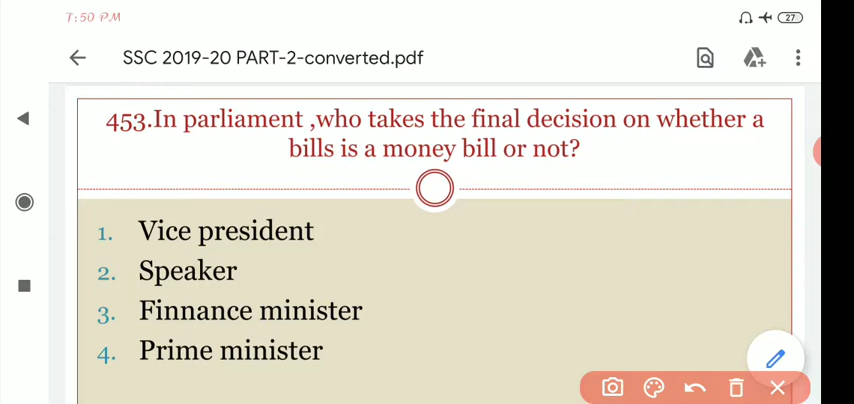 7:50 PM
27
SSC 2019-20 PART-2-converted.pdf
453.In parliament ,who takes the final decision on whether a
bills is a money bill or not?
1. Vice president
2. Speaker
3. Finnance minister
4. Prime minister